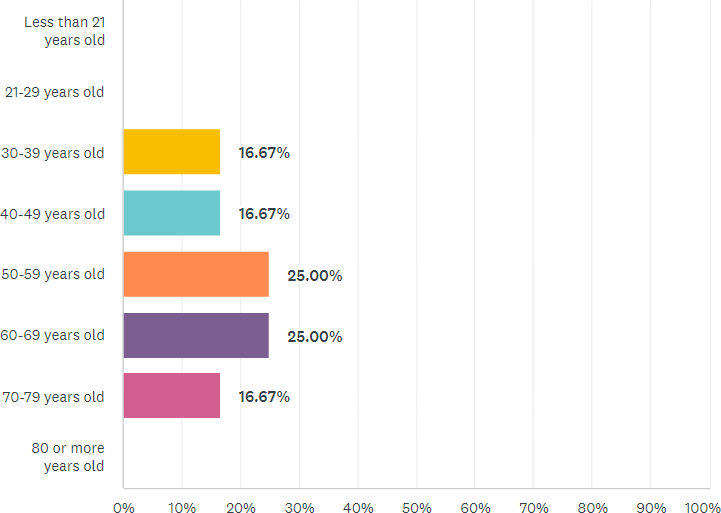 Less than 21
years old
21-29 years old
30-39 years old
16.67%
40-49 years old
16.67%
50-59 years old
25.00%
60-69 years old
25.00%
70-79 years old
16.67%
80 or more
years old
0% 10% 20% 30% 40% 50% 60% 70% 80% 90% 100%